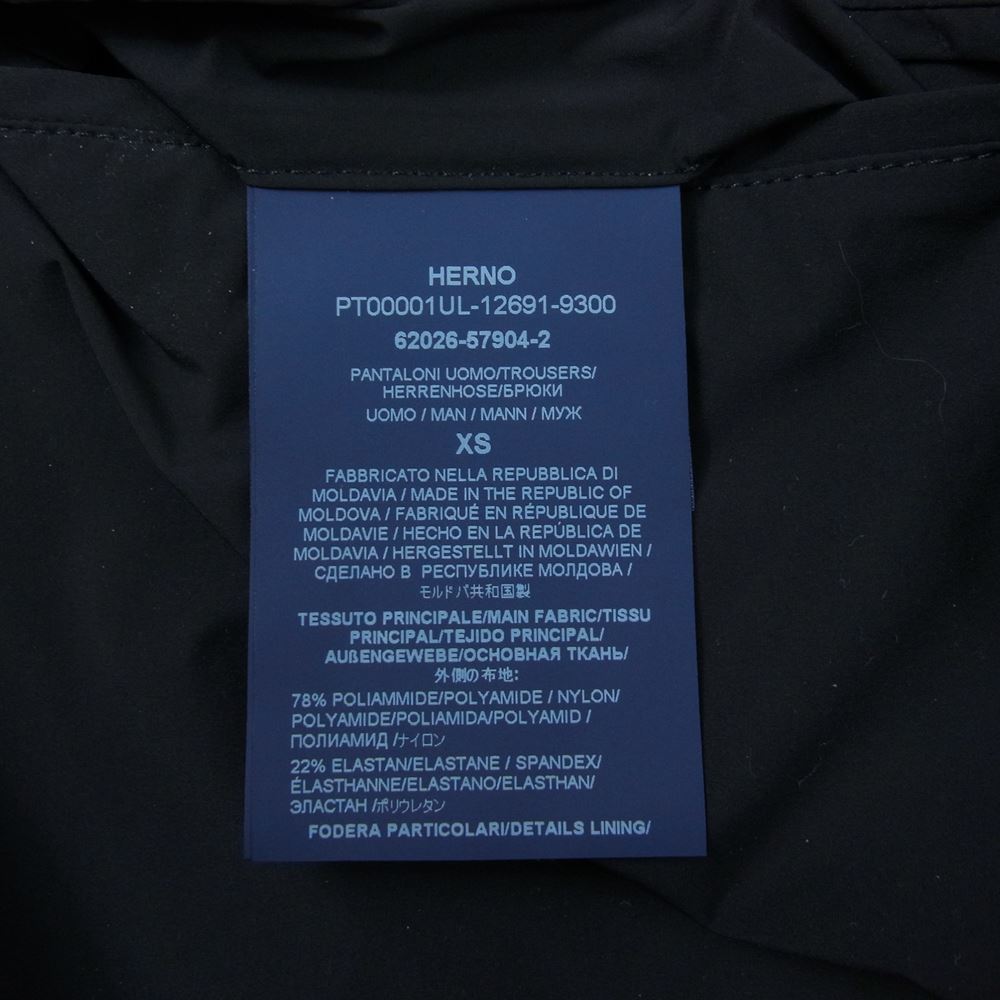 HERNO
PT00001UL-12691-9300
62026-57904-2
PANTALONI UOMO/TROUSERS/
HERRENHOSE/БРЮКИ
UOMO / MAN / MANN / МУЖ
XS
FABBRICATO NELLA REPUBBLICA DI
MOLDAVIA / MADE IN THE REPUBLIC OF
MOLDOVA / FABRIQUÉ EN RÉPUBLIQUE DE
MOLDAVIE / HECHO EN LA REPÚBLICA DE
MOLDAVIA / HERGESTELLT IN MOLDAWIEN /
СДЕЛАНО В РЕСПУБЛИКЕ МОЛДОВА /
モルドバ共和国製
TESSUTO PRINCIPALE/MAIN FABRIC/TISSU
PRINCIPAL/TEJIDO PRINCIPAL/
AUßENGEWEBE/ОСНОВНАЯ ТКАНЬ/
外側の布地:
78% POLIAMMIDE/POLYAMIDE / NYLON/
POLYAMIDE/POLIAMIDA/POLYAMID /
ПОЛИАМИД /ナイロン
22% ELASTAN/ELASTANE / SPANDEX/
ÉLASTHANNE/ELASTANO/ELASTHAN/
ЭЛАСТАН /ポリウレタン
FODERA PARTICOLARI/DETAILS LINING/